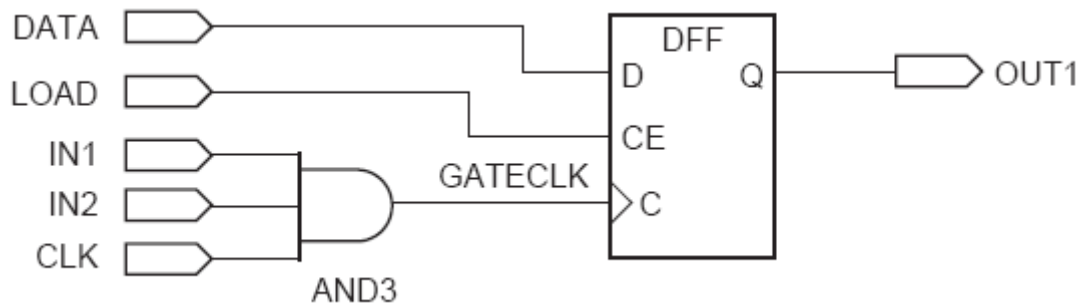 DATA
DFF
D
Q
OUT1
LOAD
CE
IN1
GATECLK
IN2
C
CLK
AND3